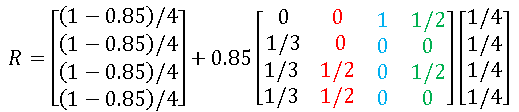 R = [(1 − 0.85)/4] + 0.85 [0 0 1 1/2] [1/4]
[(1 − 0.85)/4] [1/3 0 0 0] [1/4]
[(1 − 0.85)/4] [1/3 1/2 0 1/2] [1/4]
[(1 − 0.85)/4] [1/3 1/2 0 0] [1/4]